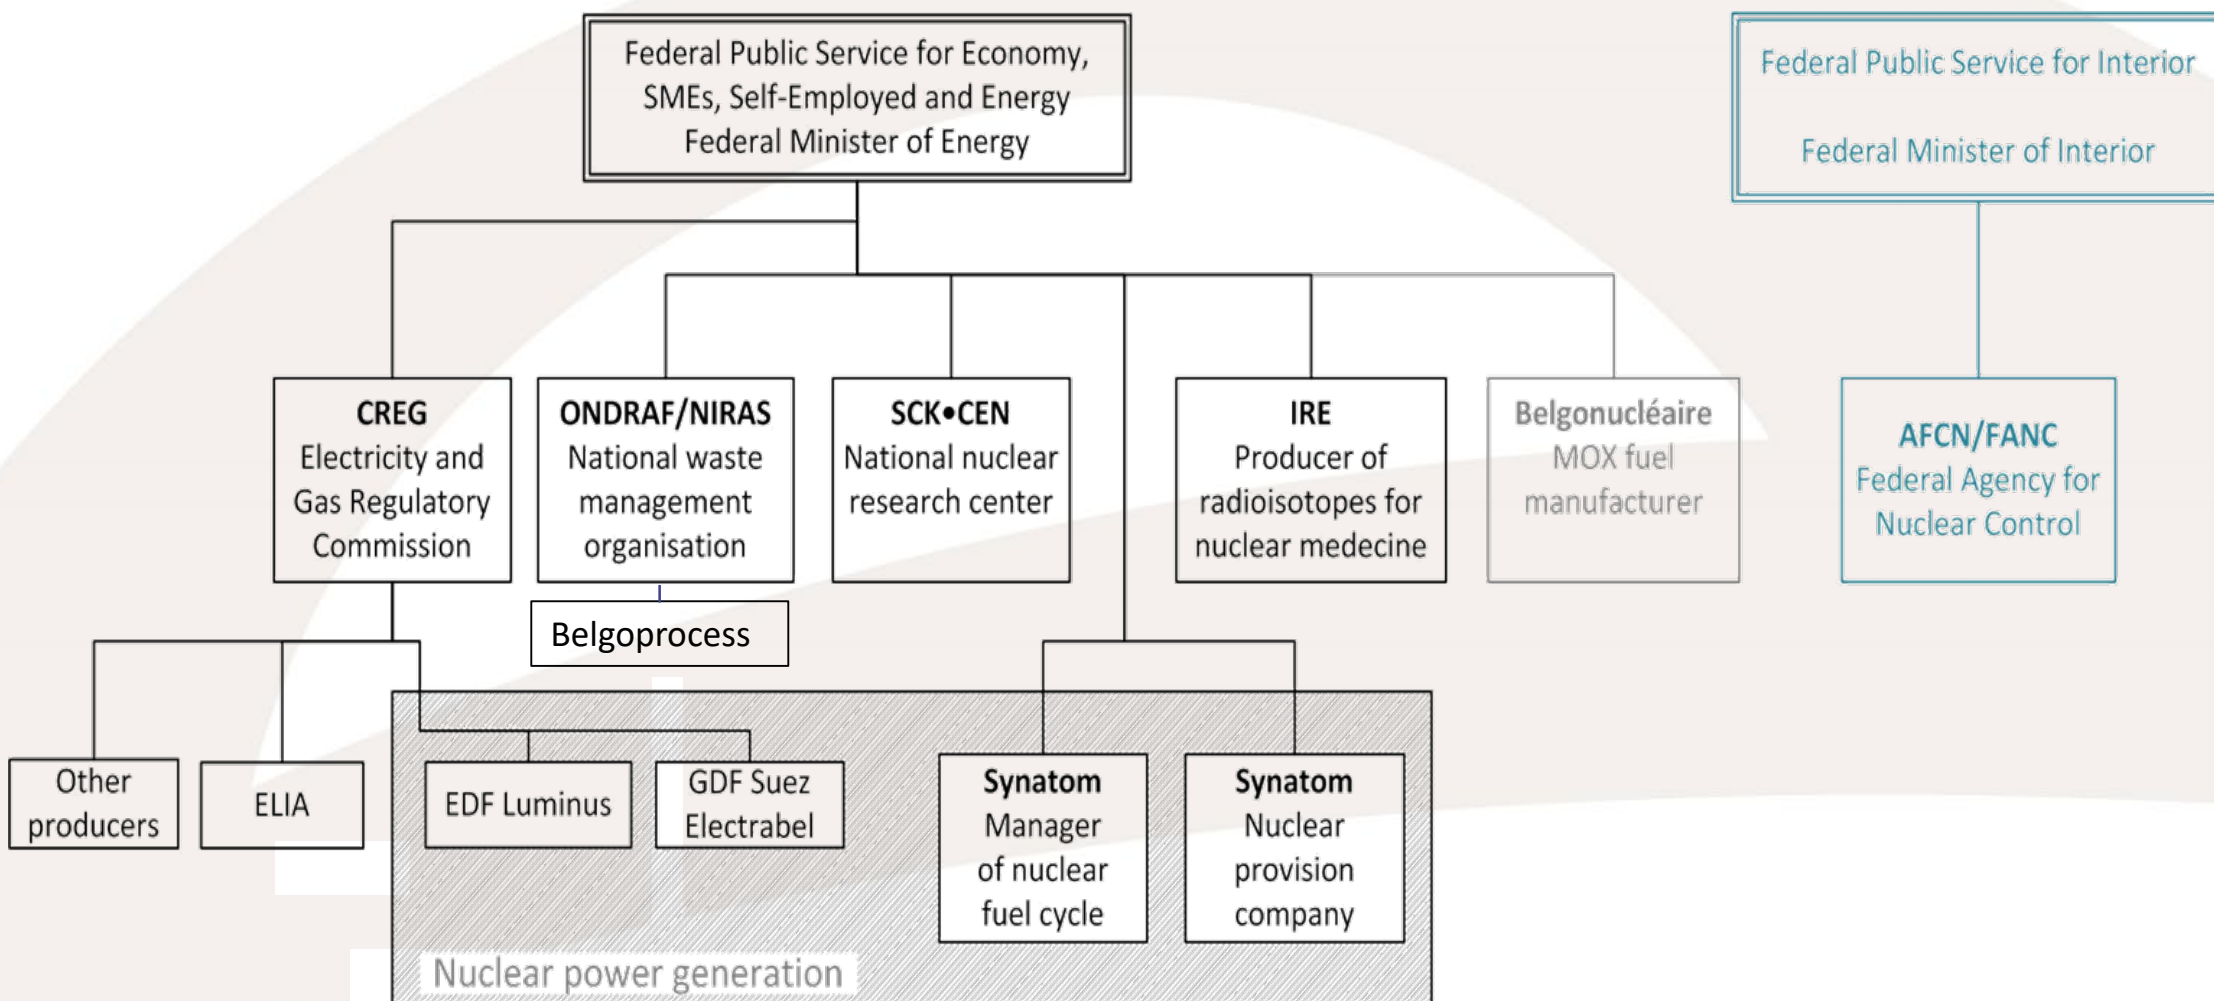 Federal Public Service for Economy,
SMEs, Self-Employed and Energy
Federal Minister of Energy
Federal Public Service for Interior
Federal Minister of Interior
CREG
Electricity and
Gas Regulatory
Commission
ONDRAF/NIRAS
National waste
management
organisation
SCK•CEN
National nuclear
research center
IRE
Producer of
radioisotopes for
nuclear medecine
Belgonucléaire
MOX fuel
manufacturer
AFCN/FANC
Federal Agency for
Nuclear Control
Belgoprocess
Other
producers
ELIA
EDF Luminus
GDF Suez
Electrabel
Synatom
Manager
of nuclear
fuel cycle
Synatom
Nuclear
provision
company
Nuclear power generation